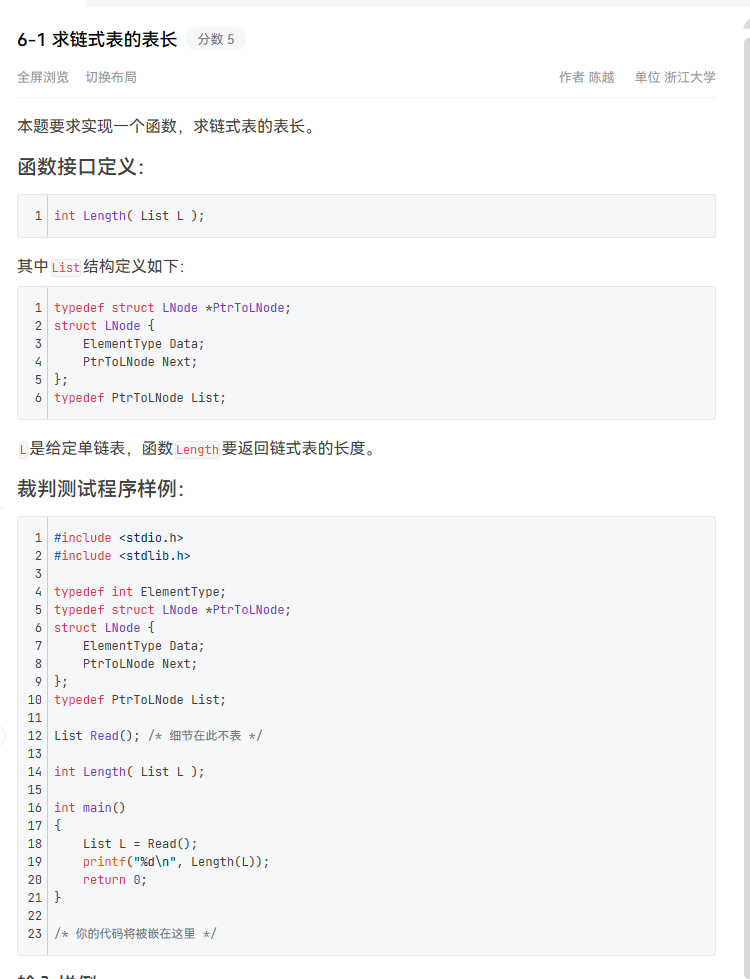 6-1 求链式表的表长 分数 5
全屏浏览 切换布局 作者 陈越 单位 浙江大学
本题要求实现一个函数，求链式表的表长。
函数接口定义：
1 int Length( List L );
其中List结构定义如下：
1 typedef struct LNode *PtrToLNode;
2 struct LNode {
3     ElementType Data;
4     PtrToLNode Next;
5 };
6 typedef PtrToLNode List;
L是给定单链表，函数Length要返回链式表的长度。
裁判测试程序样例：
1 #include <stdio.h>
2 #include <stdlib.h>
3
4 typedef int ElementType;
5 typedef struct LNode *PtrToLNode;
6 struct LNode {
7     ElementType Data;
8     PtrToLNode Next;
9 };
10 typedef PtrToLNode List;
11
12 List Read(); /* 细节在此不表 */
13
14 int Length( List L );
15
16 int main()
17 {
18     List L = Read();
19     printf("%d\n", Length(L));
20     return 0;
21 }
22
23 /* 你的代码将被嵌在这里 */